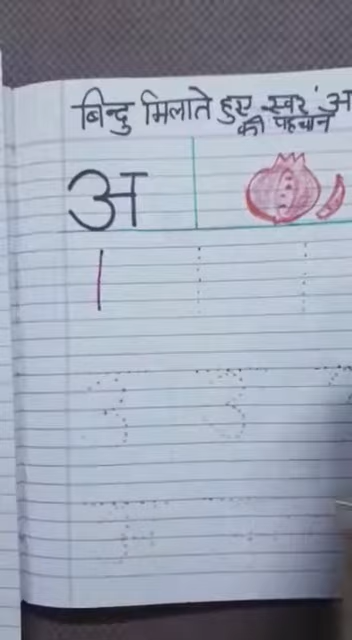 बिन्दु मिलाते हुए स्वर 'अ
की पहचान
अ